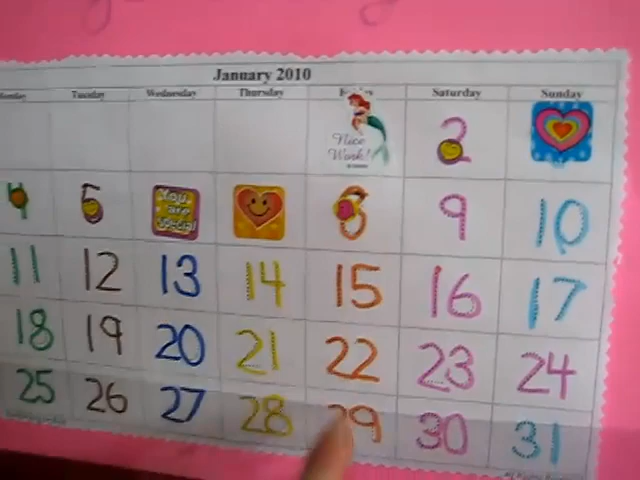 January 2010
Tuesday Wednesday Thursday Saturday Sunday
Nice
Work!
2
4 5 You are Special 8 9 10
11 12 13 14 15 16 17
18 19 20 21 22 23 24
25 26 27 28 29 30 31